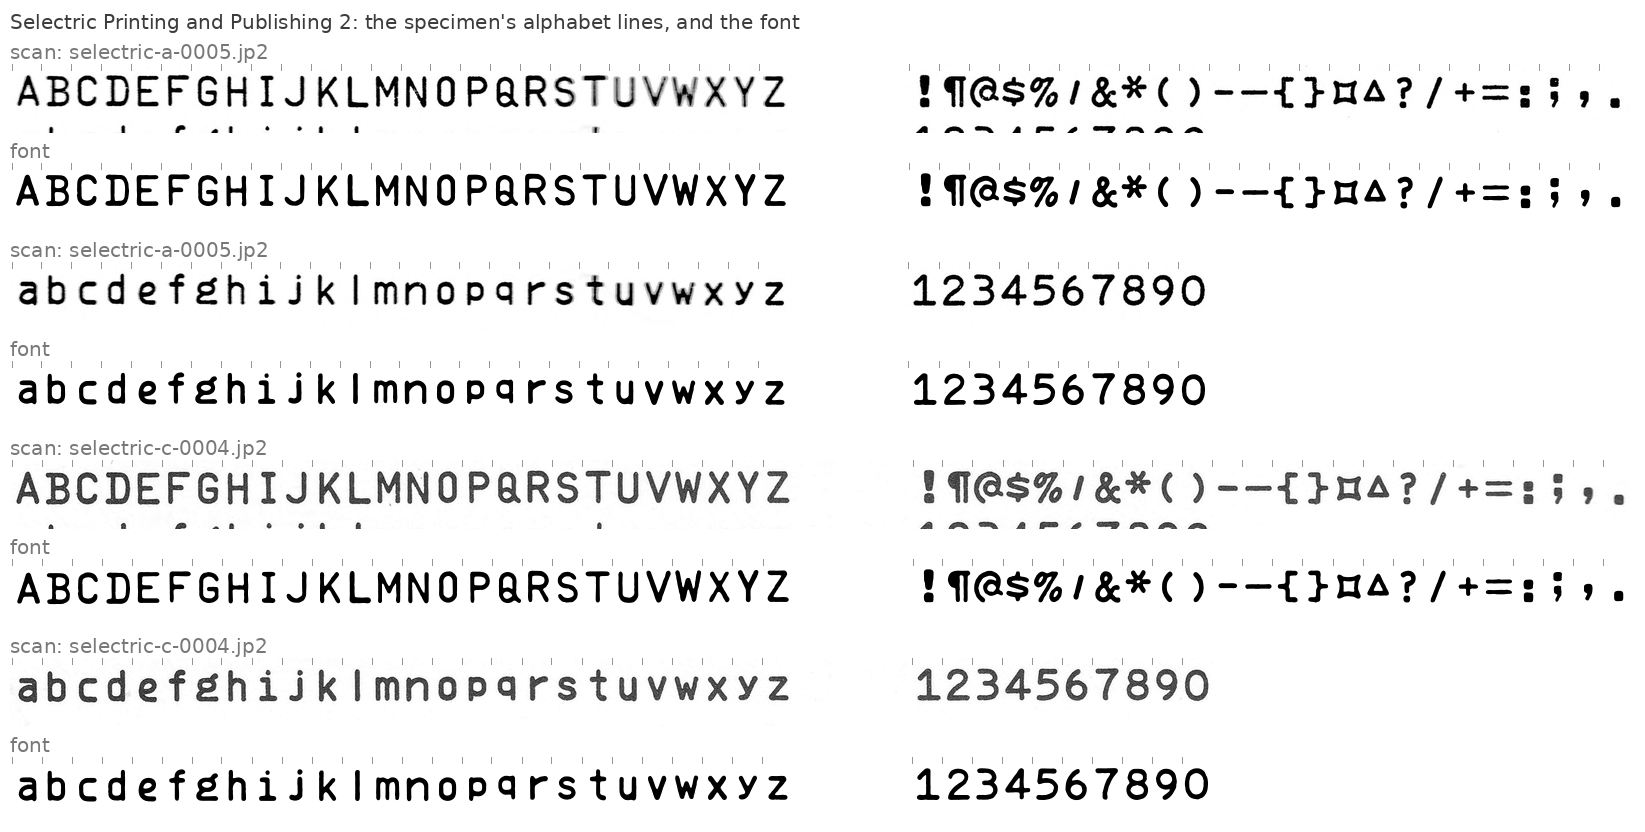 Selectric Printing and Publishing 2: the specimen's alphabet lines, and the font
scan: selectric-a-0005.jp2
ABCDEFGHIJKLMNOPQRSTUVWXYZ !¶@$%/&*()-—{}¤△?/+=:;,.
font
ABCDEFGHIJKLMNOPQRSTUVWXYZ !¶@$%/&*()-—{}¤△?/+=:;,.
scan: selectric-a-0005.jp2
abcdefghijklmnopqrstuvwxyz 1234567890
font
abcdefghijklmnopqrstuvwxyz 1234567890
scan: selectric-c-0004.jp2
ABCDEFGHIJKLMNOPQRSTUVWXYZ !¶@$%/&*()-—{}¤△?/+=:;,.
font
ABCDEFGHIJKLMNOPQRSTUVWXYZ !¶@$%/&*()-—{}¤△?/+=:;,.
scan: selectric-c-0004.jp2
abcdefghijklmnopqrstuvwxyz 1234567890
font
abcdefghijklmnopqrstuvwxyz 1234567890